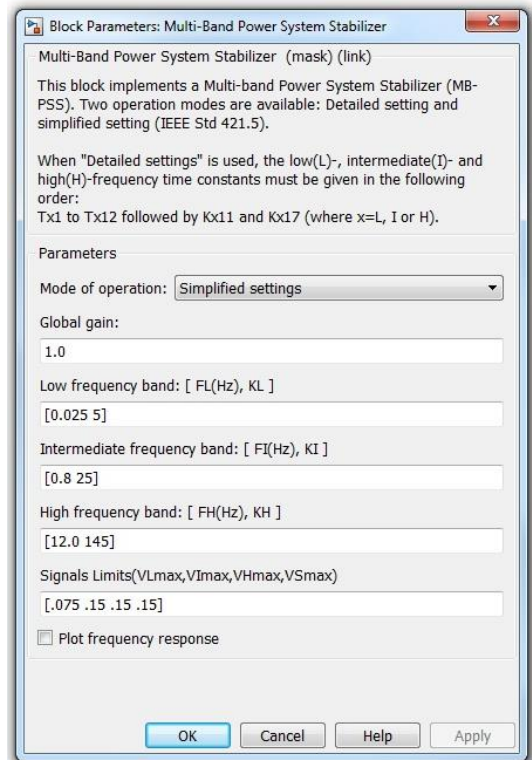 Block Parameters: Multi-Band Power System Stabilizer
Multi-Band Power System Stabilizer (mask) (link)
This block implements a Multi-band Power System Stabilizer (MB-
PSS). Two operation modes are available: Detailed setting and
simplified setting (IEEE Std 421.5).
When "Detailed settings" is used, the low(L)-, intermediate(I)- and
high(H)-frequency time constants must be given in the following
order:
Tx1 to Tx12 followed by Kx11 and Kx17 (where x=L, I or H).
Parameters
Mode of operation: Simplified settings
Global gain:
1.0
Low frequency band: [ FL(Hz), KL ]
[0.025 5]
Intermediate frequency band: [ FI(Hz), KI ]
[0.8 25]
High frequency band: [ FH(Hz), KH ]
[12.0 145]
Signals Limits(VLmax,VImax,VHmax,VSmax)
[.075 .15 .15 .15]
Plot frequency response
OK Cancel Help Apply